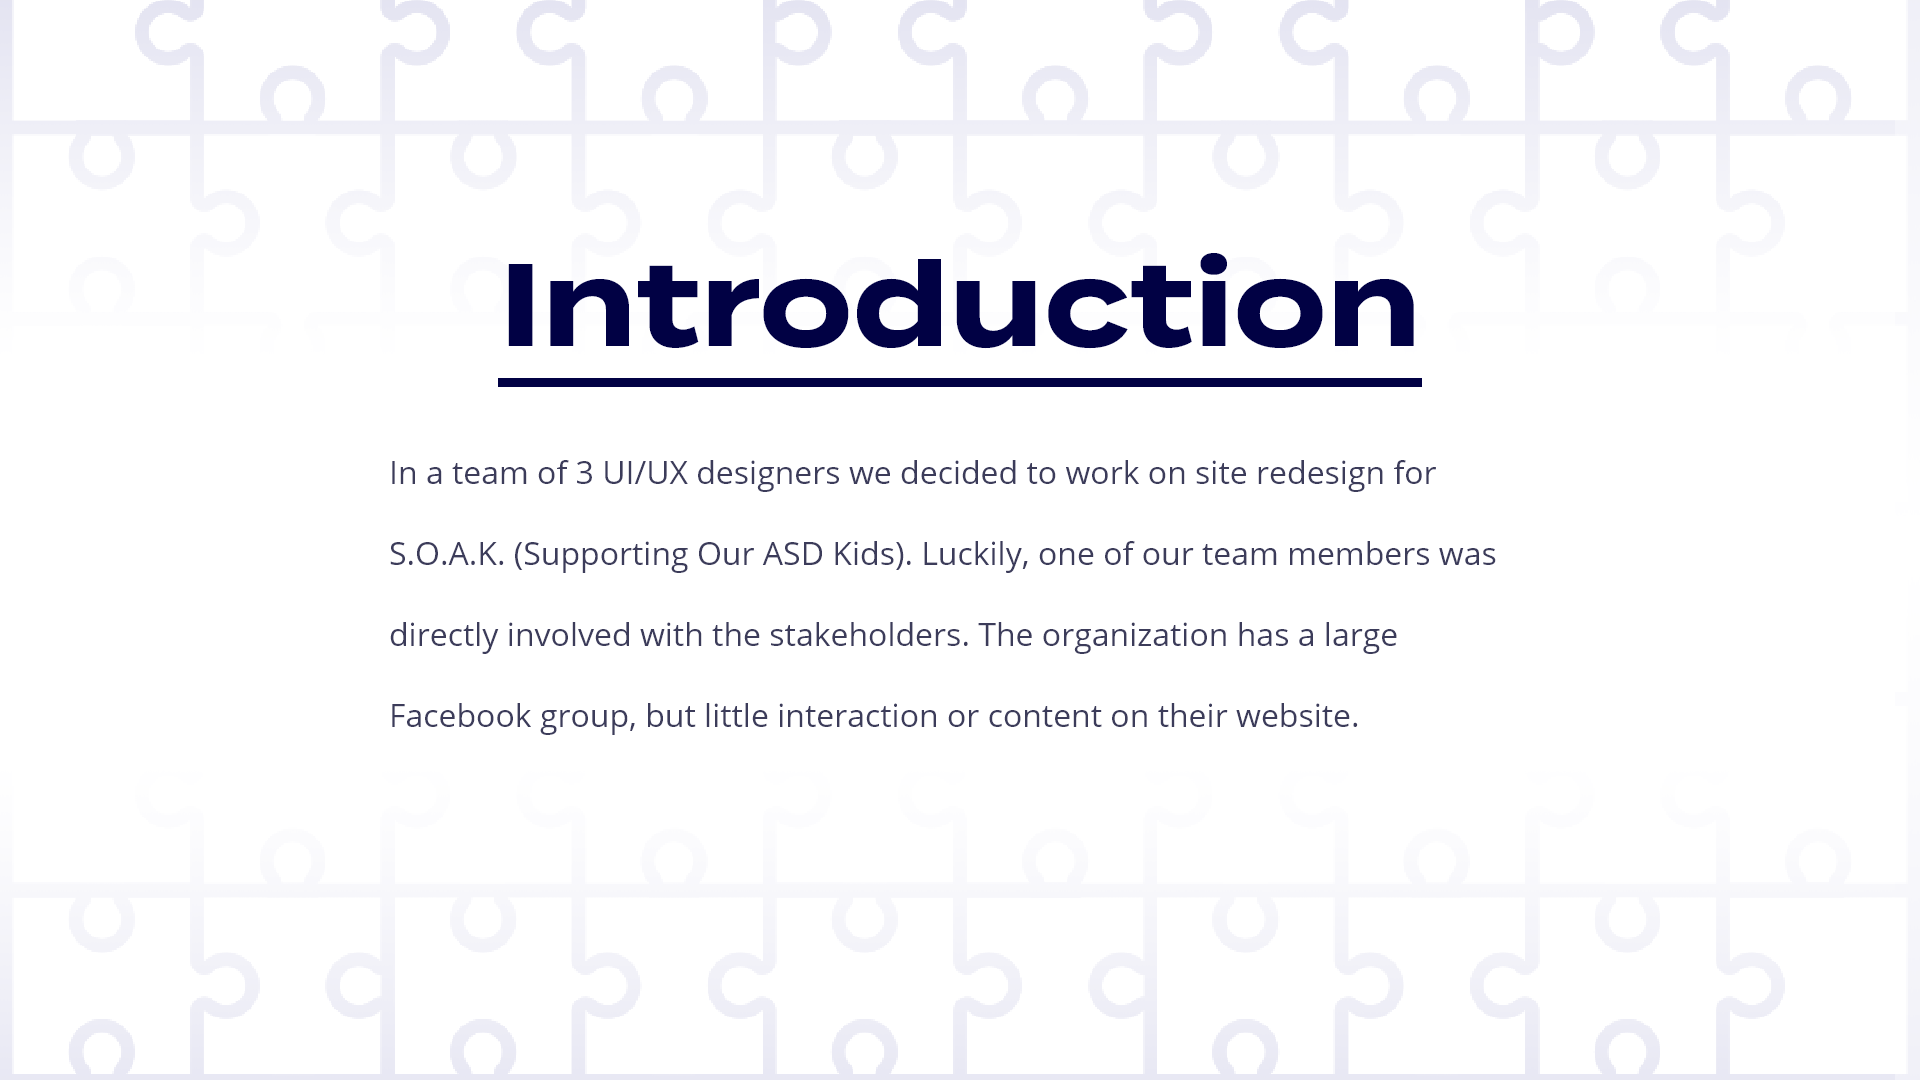 Introduction
In a team of 3 UI/UX designers we decided to work on site redesign for
S.O.A.K. (Supporting Our ASD Kids). Luckily, one of our team members was
directly involved with the stakeholders. The organization has a large
Facebook group, but little interaction or content on their website.